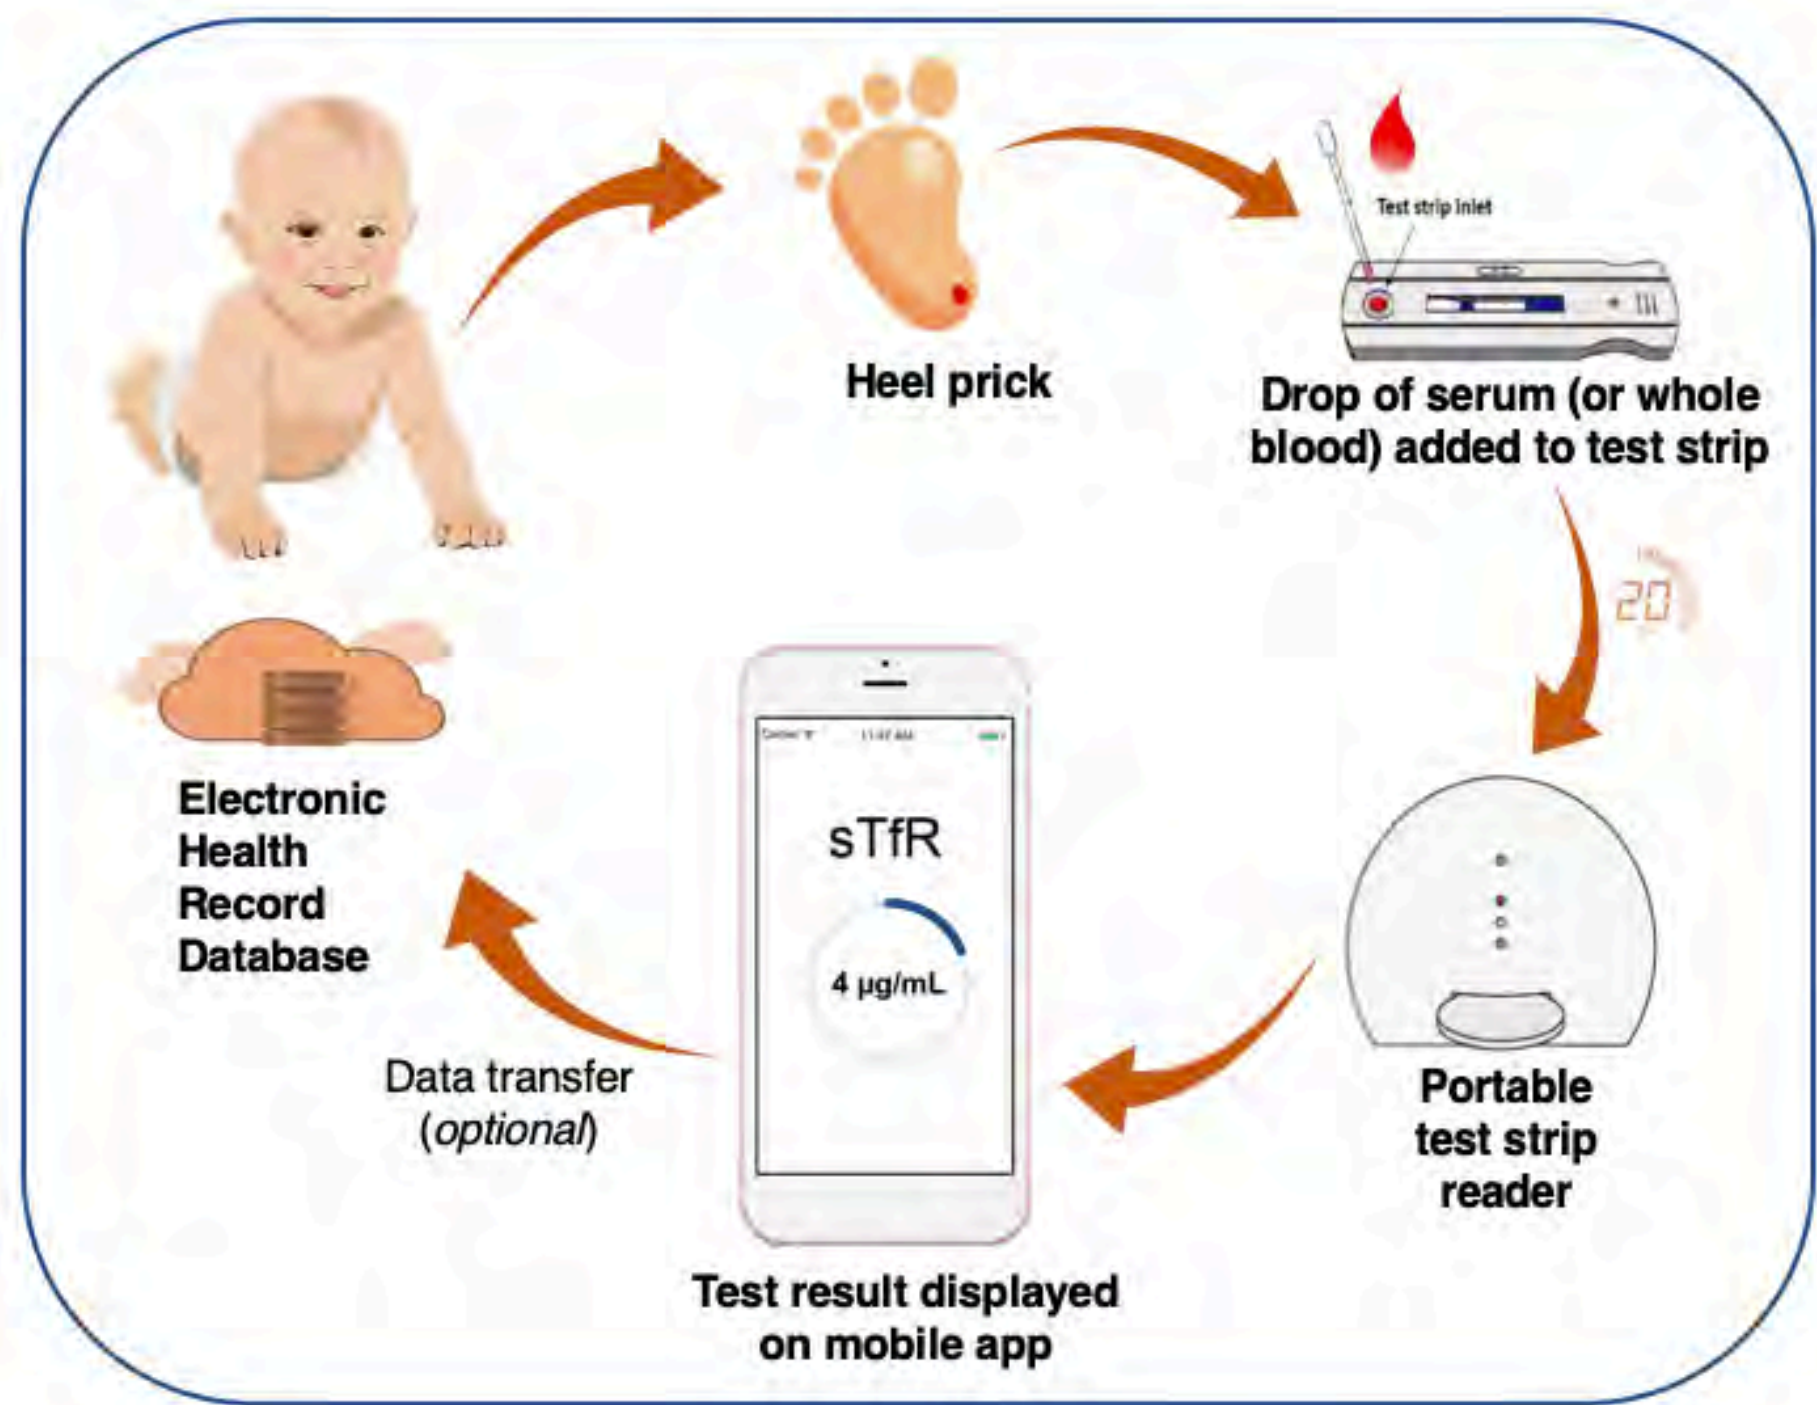 Test strip inlet
Heel prick
Drop of serum (or whole
blood) added to test strip
20
sTfR
4 µg/mL
Electronic
Health
Record
Database
Data transfer
(optional)
Portable
test strip
reader
Test result displayed
on mobile app